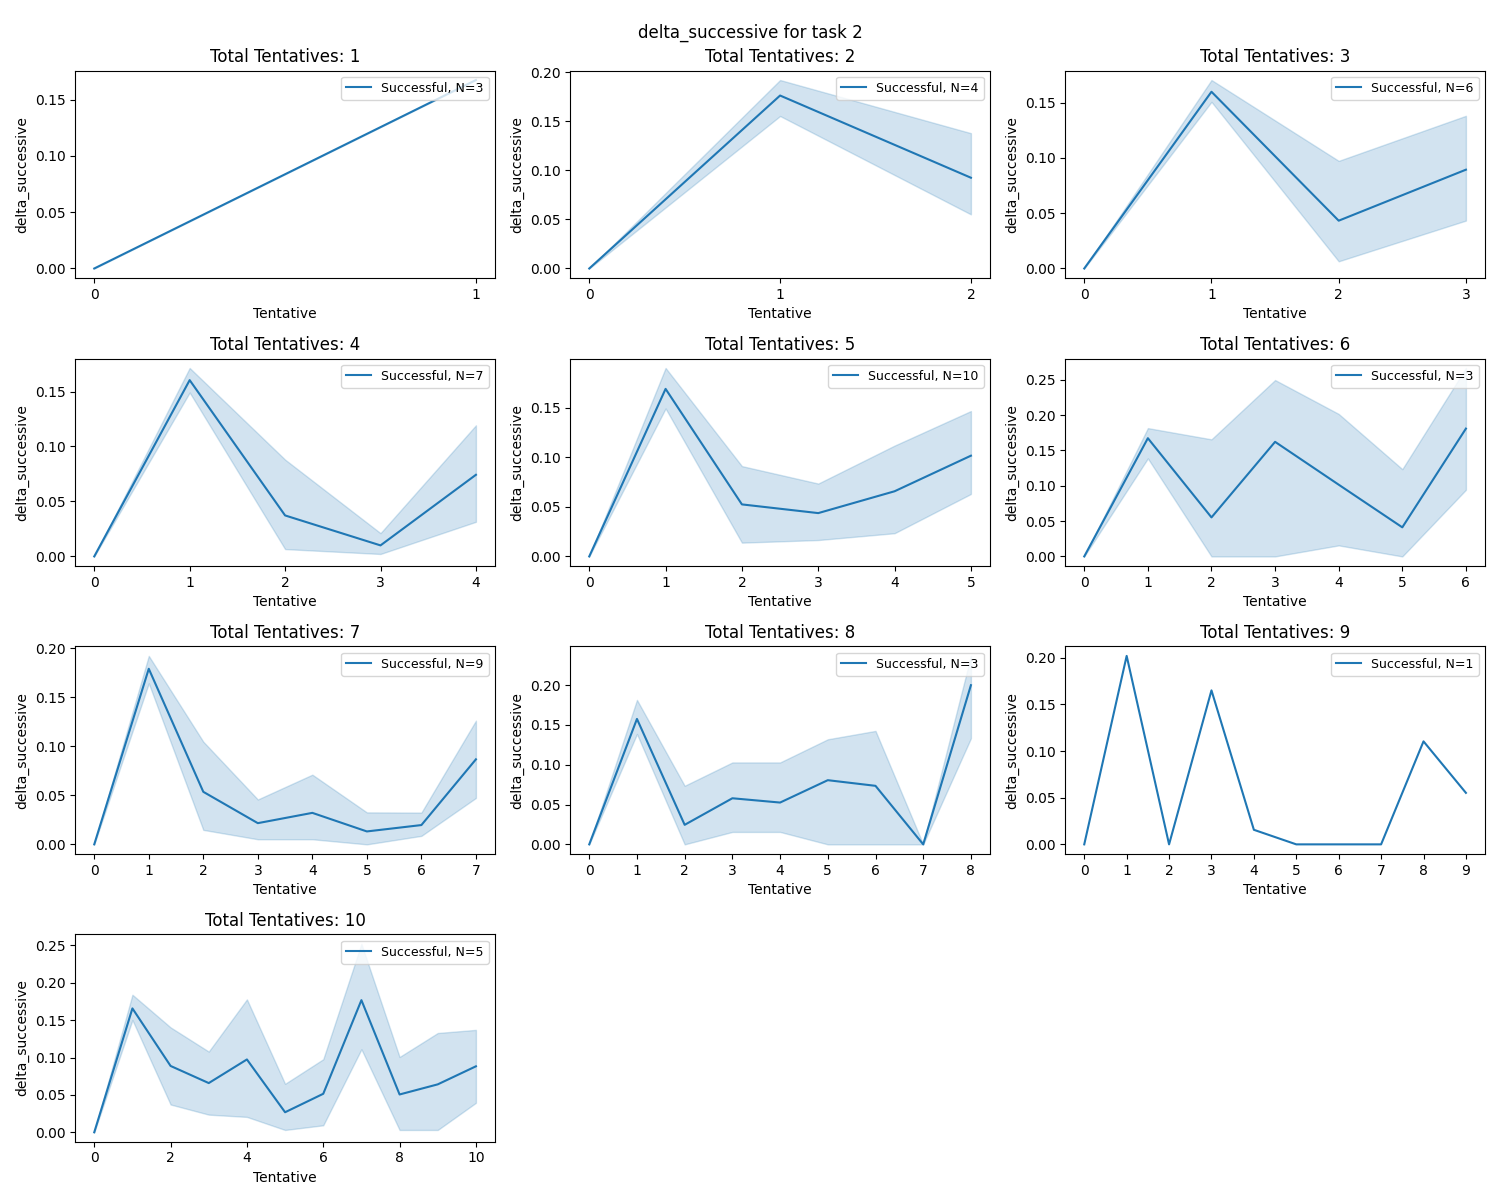 delta_successive for task 2
Total Tentatives: 1
Successful, N=3
delta_successive
0.15
0.10
0.05
0.00
0 1
Tentative
Total Tentatives: 2
Successful, N=4
delta_successive
0.20
0.15
0.10
0.05
0.00
0 1 2
Tentative
Total Tentatives: 3
Successful, N=6
delta_successive
0.15
0.10
0.05
0.00
0 1 2 3
Tentative
Total Tentatives: 4
Successful, N=7
delta_successive
0.15
0.10
0.05
0.00
0 1 2 3 4
Tentative
Total Tentatives: 5
Successful, N=10
delta_successive
0.15
0.10
0.05
0.00
0 1 2 3 4 5
Tentative
Total Tentatives: 6
Successful, N=3
delta_successive
0.25
0.20
0.15
0.10
0.05
0.00
0 1 2 3 4 5 6
Tentative
Total Tentatives: 7
Successful, N=9
delta_successive
0.20
0.15
0.10
0.05
0.00
0 1 2 3 4 5 6 7
Tentative
Total Tentatives: 8
Successful, N=3
delta_successive
0.20
0.15
0.10
0.05
0.00
0 1 2 3 4 5 6 7 8
Tentative
Total Tentatives: 9
Successful, N=1
delta_successive
0.20
0.15
0.10
0.05
0.00
0 1 2 3 4 5 6 7 8 9
Tentative
Total Tentatives: 10
Successful, N=5
delta_successive
0.25
0.20
0.15
0.10
0.05
0.00
0 2 4 6 8 10
Tentative